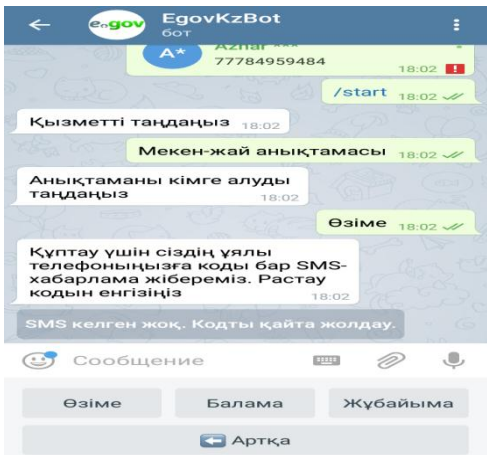 egov
EgovKzBot
бот
Aznar ***
A*
77784959484
18:02
/start 18:02
Қызметті таңдаңыз 18:02
Мекен-жай анықтамасы 18:02
Анықтаманы кімге алуды
таңдаңыз
18:02
Өзіме 18:02
Құптау үшін сіздің ұялы
телефоныңызға коды бар SMS-
хабарлама жібереміз. Растау
кодын енгізіңіз
18:02
SMS келген жоқ. Кодты қайта жолдау.
Сообщение
Өзіме Балама Жұбайыма
Артқа